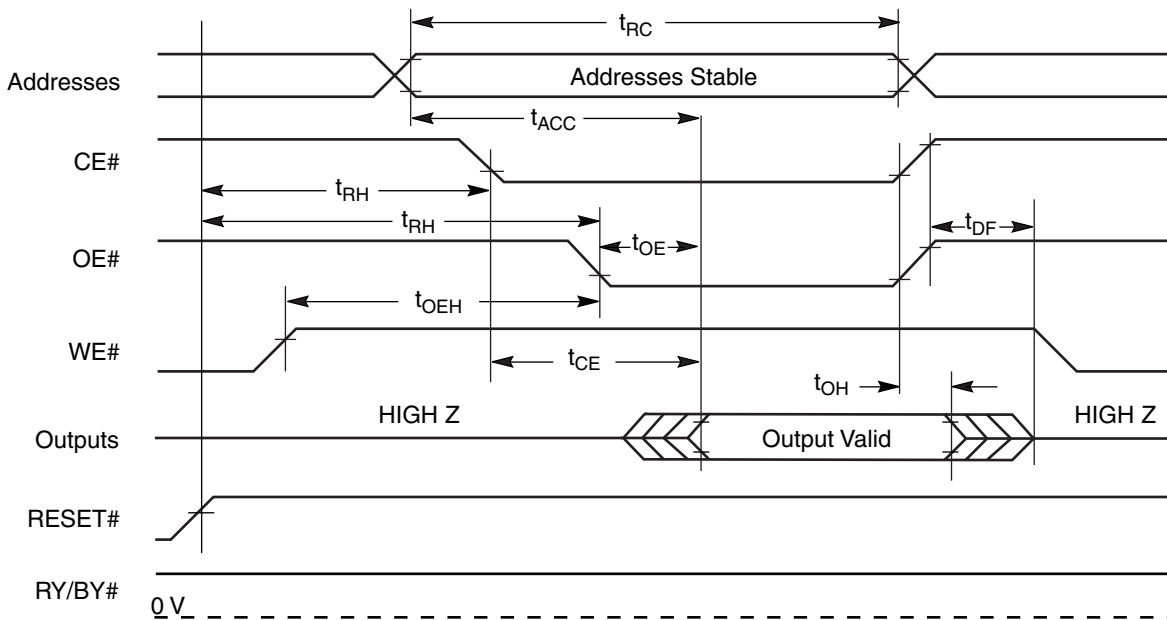 tRC
Addresses
Addresses Stable
tACC
CE#
tRH
tRH
tDF
OE#
tOE
tOEH
WE#
tCE
tOH
HIGH Z
HIGH Z
Outputs
Output Valid
RESET#
RY/BY#
0 V